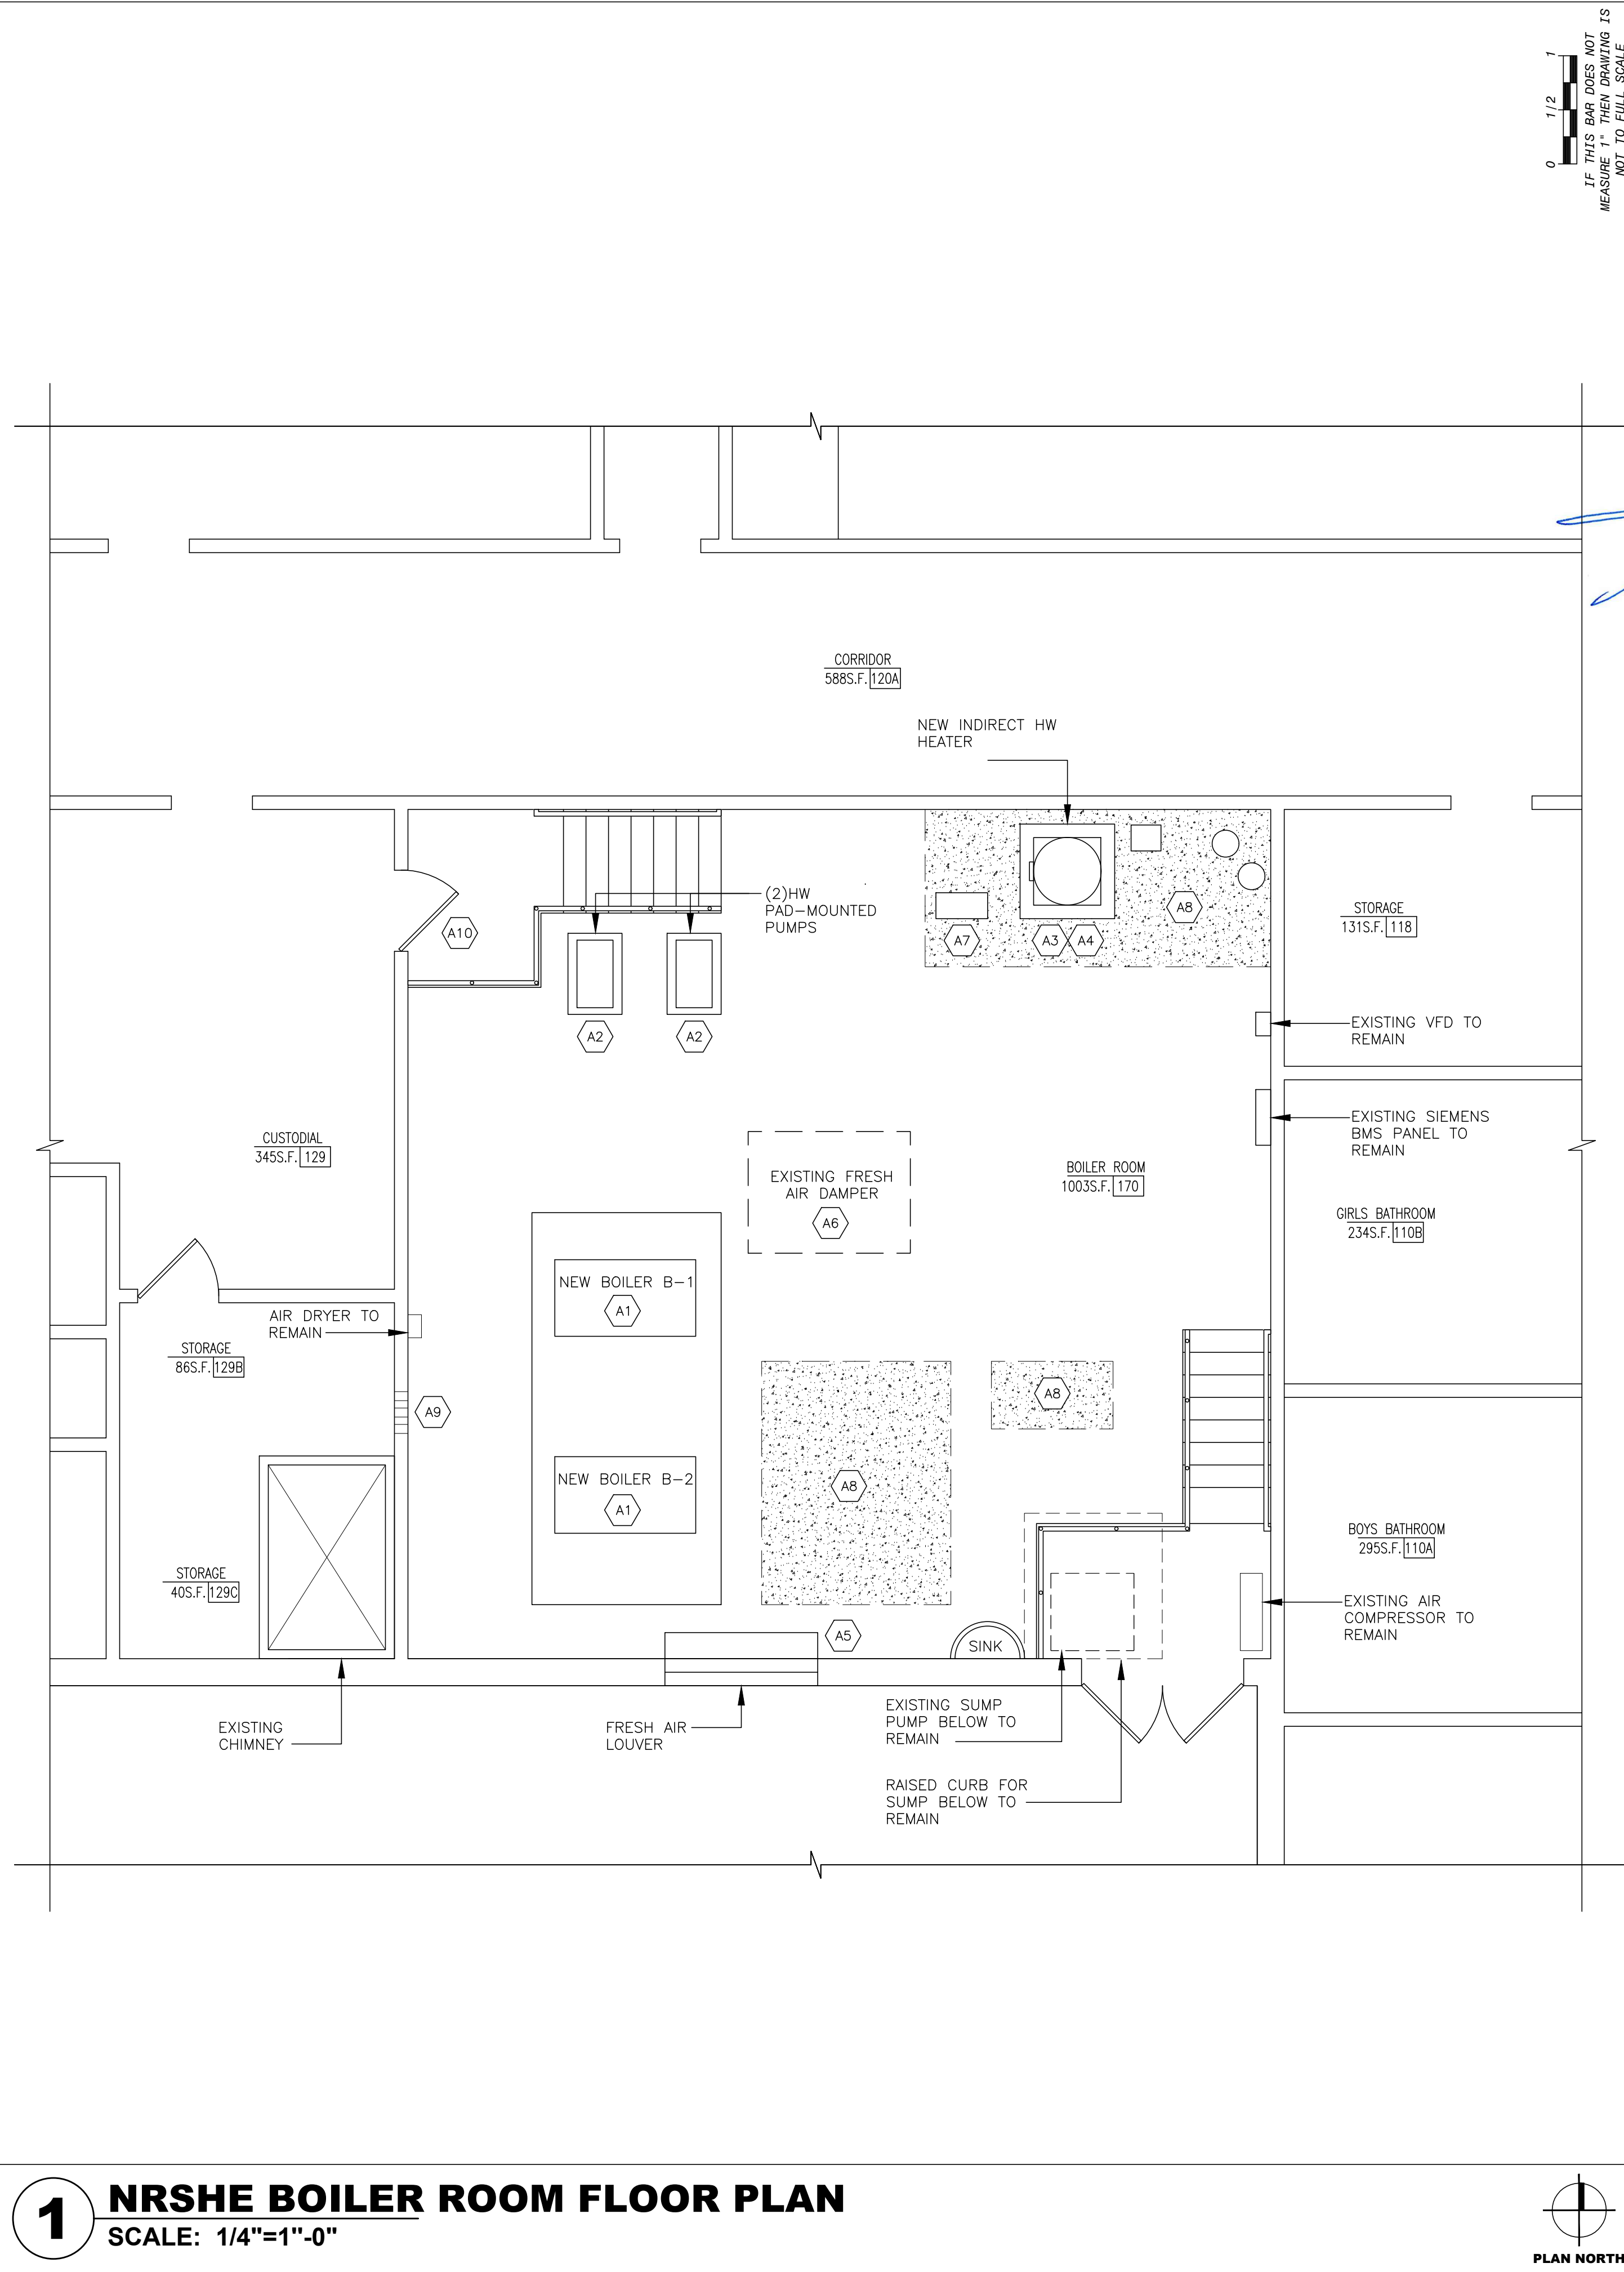 0 1/2 1
IF THIS BAR DOES NOT
MEASURE 1" THEN DRAWING IS
NOT TO FULL SCALE
CORRIDOR
588S.F. 120A
NEW INDIRECT HW
HEATER
(2)HW
PAD-MOUNTED
PUMPS
A10
A7
A3
A4
A8
STORAGE
131S.F. 118
A2
A2
EXISTING VFD TO
REMAIN
EXISTING SIEMENS
BMS PANEL TO
REMAIN
CUSTODIAL
345S.F. 129
EXISTING FRESH
AIR DAMPER
A6
BOILER ROOM
1003S.F. 170
GIRLS BATHROOM
234S.F. 110B
NEW BOILER B-1
A1
AIR DRYER TO
REMAIN
STORAGE
86S.F. 129B
A9
A8
A8
NEW BOILER B-2
A1
BOYS BATHROOM
295S.F. 110A
STORAGE
40S.F. 129C
EXISTING AIR
COMPRESSOR TO
REMAIN
A5
SINK
EXISTING
CHIMNEY
FRESH AIR
LOUVER
EXISTING SUMP
PUMP BELOW TO
REMAIN
RAISED CURB FOR
SUMP BELOW TO
REMAIN
1
NRSHE BOILER ROOM FLOOR PLAN
SCALE: 1/4"=1"-0"
PLAN NORTH